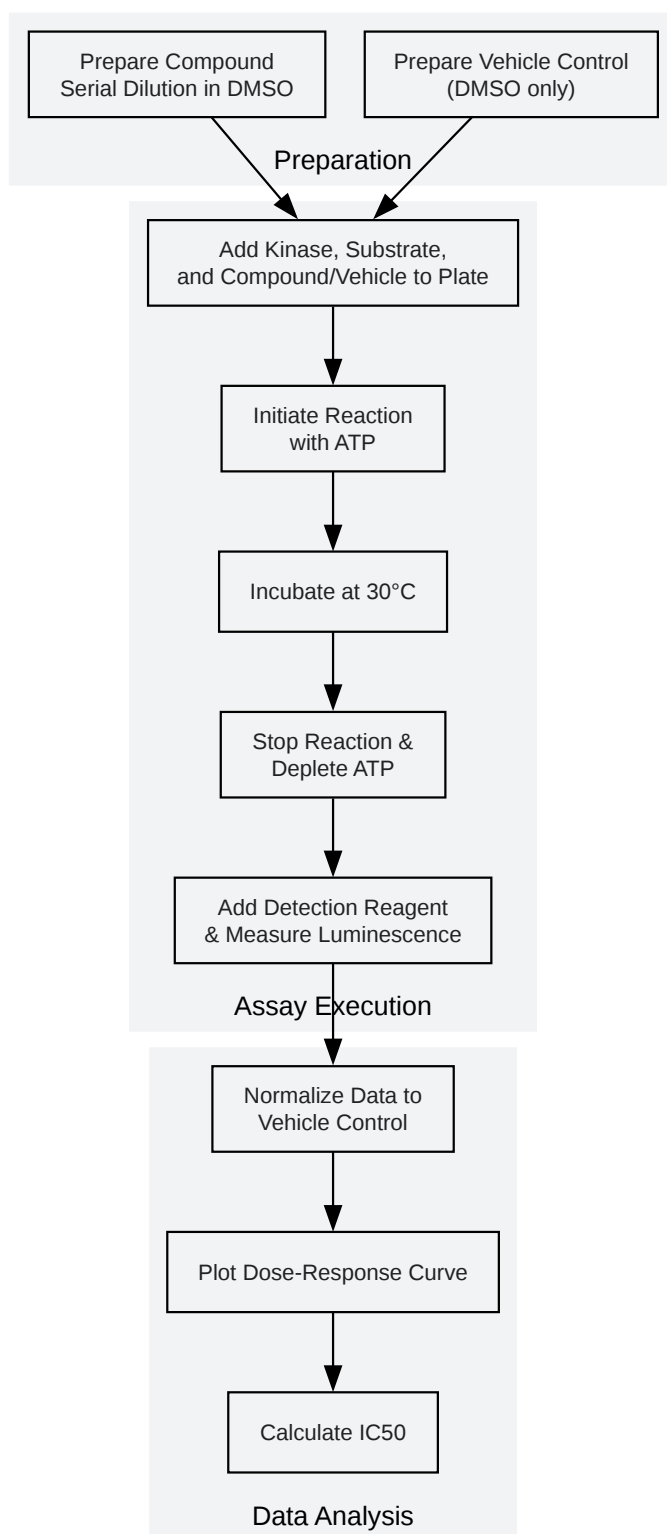 Prepare Compound
Serial Dilution in DMSO
Prepare Vehicle Control
(DMSO only)
Preparation
Add Kinase, Substrate,
and Compound/Vehicle to Plate
Initiate Reaction
with ATP
Incubate at 30°C
Stop Reaction &
Deplete ATP
Add Detection Reagent
& Measure Luminescence
Assay Execution
Normalize Data to
Vehicle Control
Plot Dose-Response Curve
Calculate IC50
Data Analysis